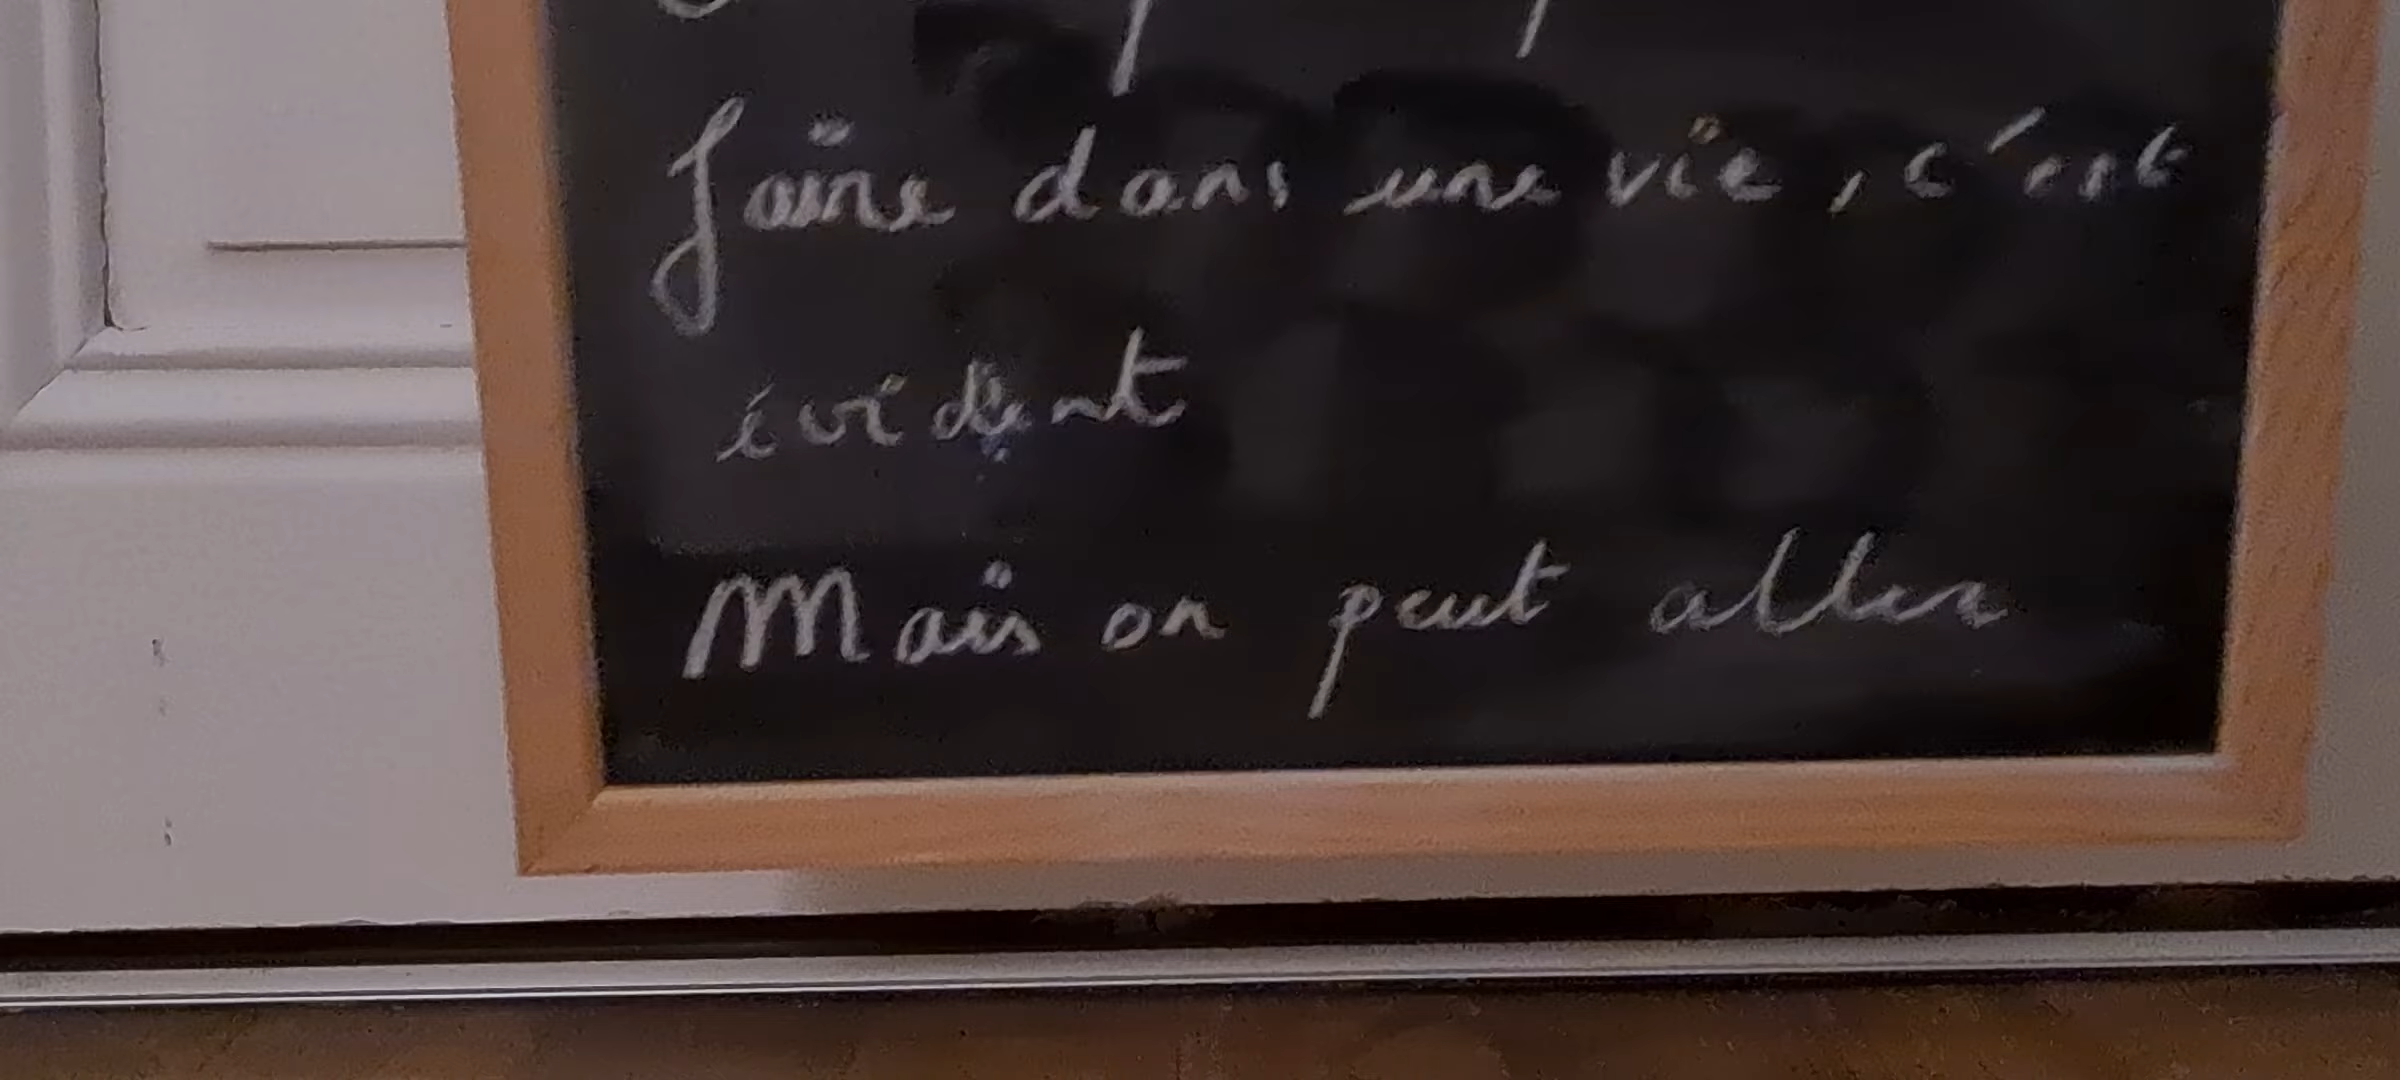 faire dans une vie, c'est
évident
Mais on peut aller